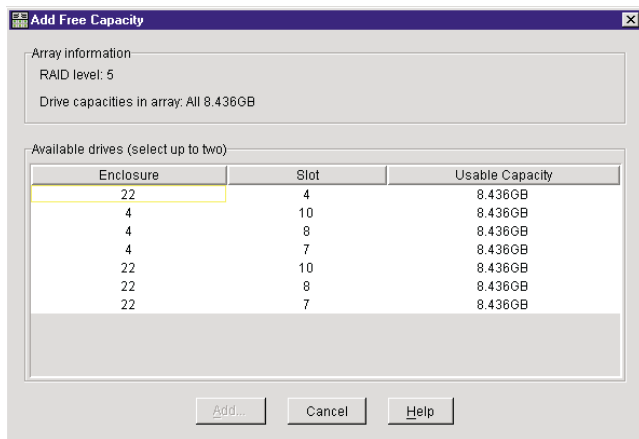 Add Free Capacity
Array information
RAID level: 5
Drive capacities in array: All 8.436GB
Available drives (select up to two)
Enclosure Slot Usable Capacity
22 4 8.436GB
4 10 8.436GB
4 8 8.436GB
4 7 8.436GB
22 10 8.436GB
22 8 8.436GB
22 7 8.436GB
Add... Cancel Help